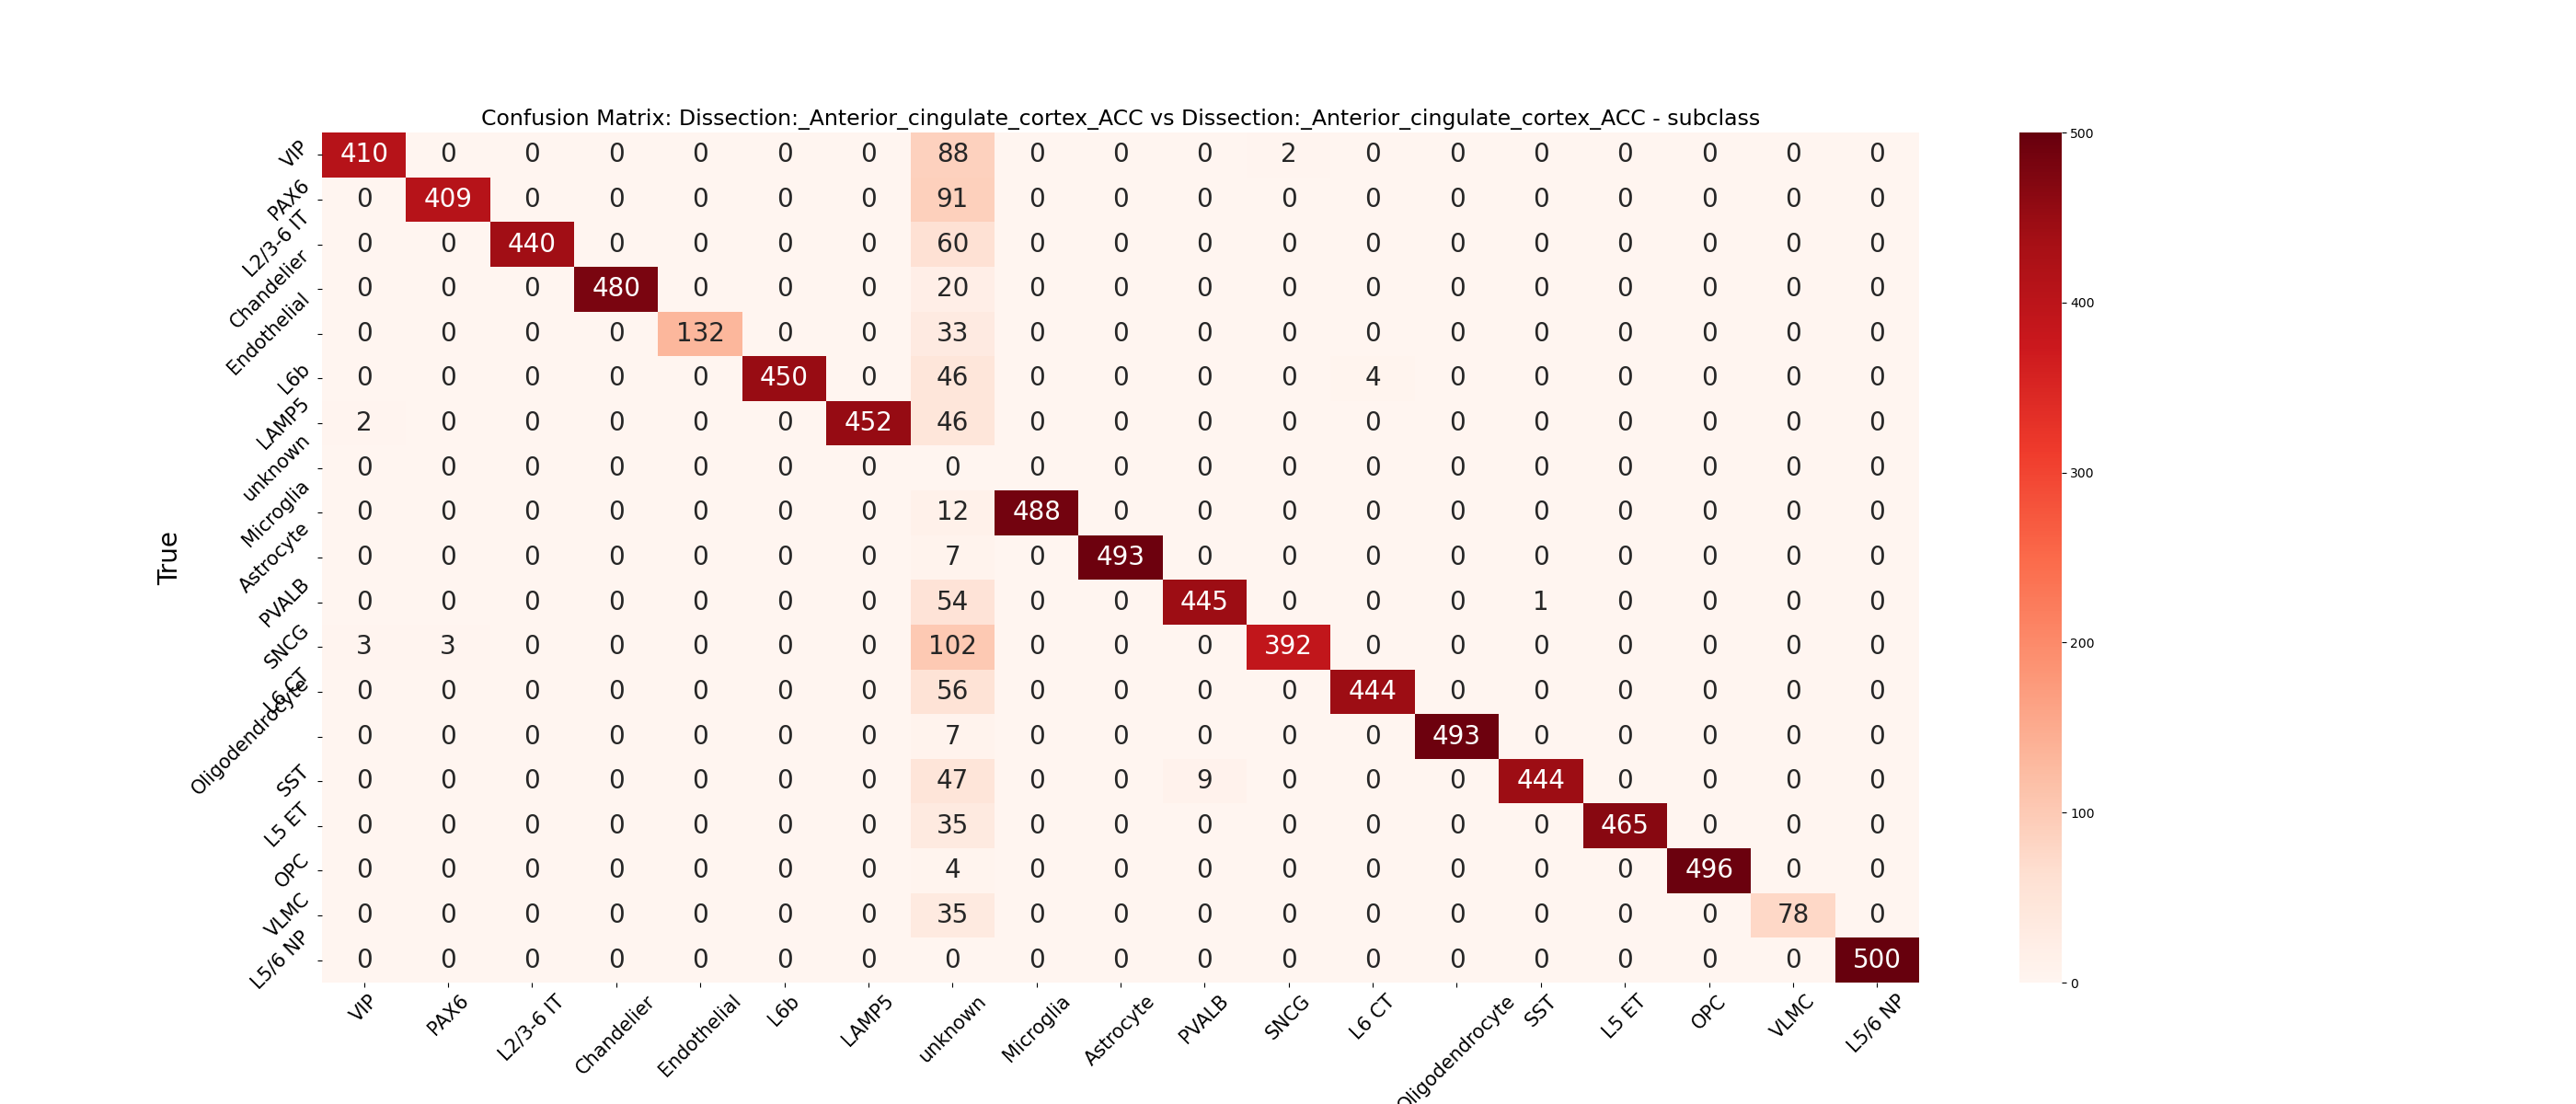 Confusion Matrix: Dissection:_Anterior_cingulate_cortex_ACC vs Dissection:_Anterior_cingulate_cortex_ACC - subclass
VIP 410 0 0 0 0 0 0 88 0 0 0 2 0 0 0 0 0 0 0
PAX6 0 409 0 0 0 0 0 91 0 0 0 0 0 0 0 0 0 0 0
L2/3-6 IT 0 0 440 0 0 0 0 60 0 0 0 0 0 0 0 0 0 0 0
Chandelier 0 0 0 480 0 0 0 20 0 0 0 0 0 0 0 0 0 0 0
Endothelial 0 0 0 0 132 0 0 33 0 0 0 0 0 0 0 0 0 0 0
L6b 0 0 0 0 0 450 0 46 0 0 0 0 4 0 0 0 0 0 0
LAMP5 2 0 0 0 0 0 452 46 0 0 0 0 0 0 0 0 0 0 0
unknown 0 0 0 0 0 0 0 0 0 0 0 0 0 0 0 0 0 0 0
Microglia 0 0 0 0 0 0 0 12 488 0 0 0 0 0 0 0 0 0 0
Astrocyte 0 0 0 0 0 0 0 7 0 493 0 0 0 0 0 0 0 0 0
PVALB 0 0 0 0 0 0 0 54 0 0 445 0 0 0 1 0 0 0 0
SNCG 3 3 0 0 0 0 0 102 0 0 0 392 0 0 0 0 0 0 0
L6 CT 0 0 0 0 0 0 0 56 0 0 0 0 444 0 0 0 0 0 0
Oligodendrocyte 0 0 0 0 0 0 0 7 0 0 0 0 0 493 0 0 0 0 0
SST 0 0 0 0 0 0 0 47 0 0 9 0 0 0 444 0 0 0 0
L5 ET 0 0 0 0 0 0 0 35 0 0 0 0 0 0 0 465 0 0 0
OPC 0 0 0 0 0 0 0 4 0 0 0 0 0 0 0 0 496 0 0
VLMC 0 0 0 0 0 0 0 35 0 0 0 0 0 0 0 0 0 78 0
L5/6 NP 0 0 0 0 0 0 0 0 0 0 0 0 0 0 0 0 0 0 500
True
VIP PAX6 L2/3-6 IT Chandelier Endothelial L6b LAMP5 unknown Microglia Astrocyte PVALB SNCG L6 CT Oligodendrocyte SST L5 ET OPC VLMC L5/6 NP
500
400
300
200
100
0